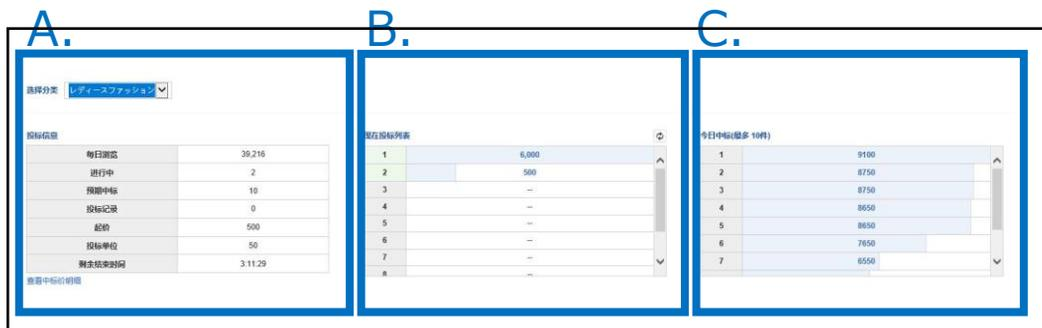 A.
选择分类 レディースファッション
投标信息
每日浏览 39,216
进行中 2
预期中标 10
投标记录 0
起价 500
投标单位 50
剩余结束时间 3:11:29
查看中标价明细
B.
现在投标列表
1 6,000
2 500
3 --
4 --
5 --
6 --
7 --
8 --
C.
今日中标(最多 10件)
1 9100
2 8750
3 8750
4 8650
5 8650
6 7650
7 6550